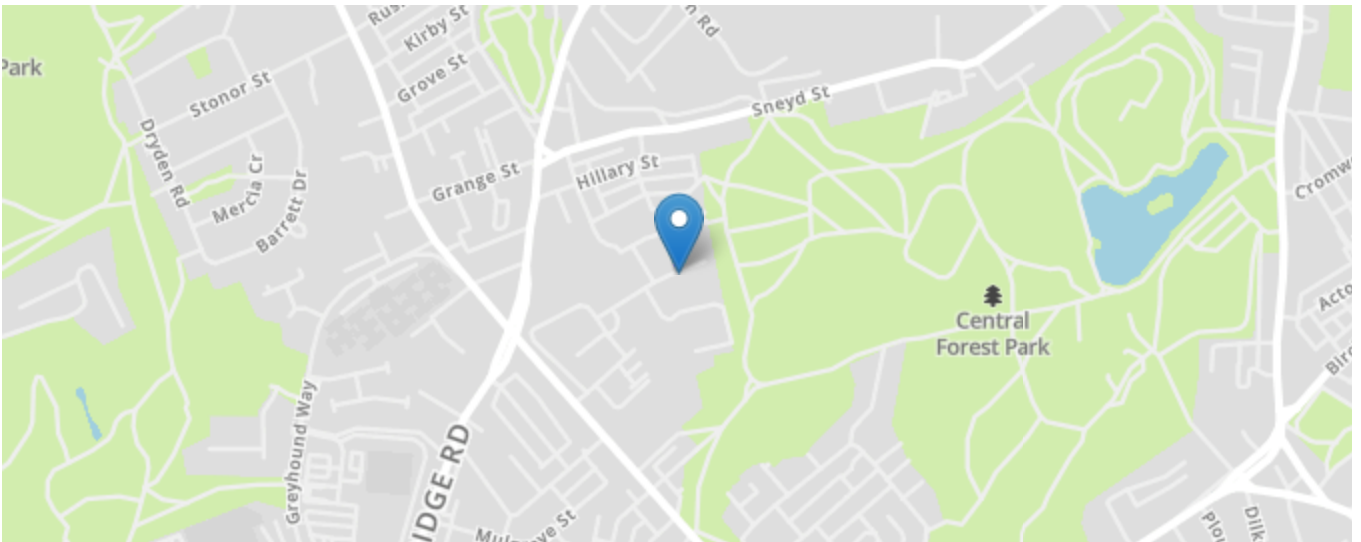 Kirby St
Park
Grove St
Stonor St
Sneyd St
Dryden Rd
Hillary St
Grange St
Mercia Cr
Barrett Dr
Central
Forest Park
Greyhound Way
IDGE RD